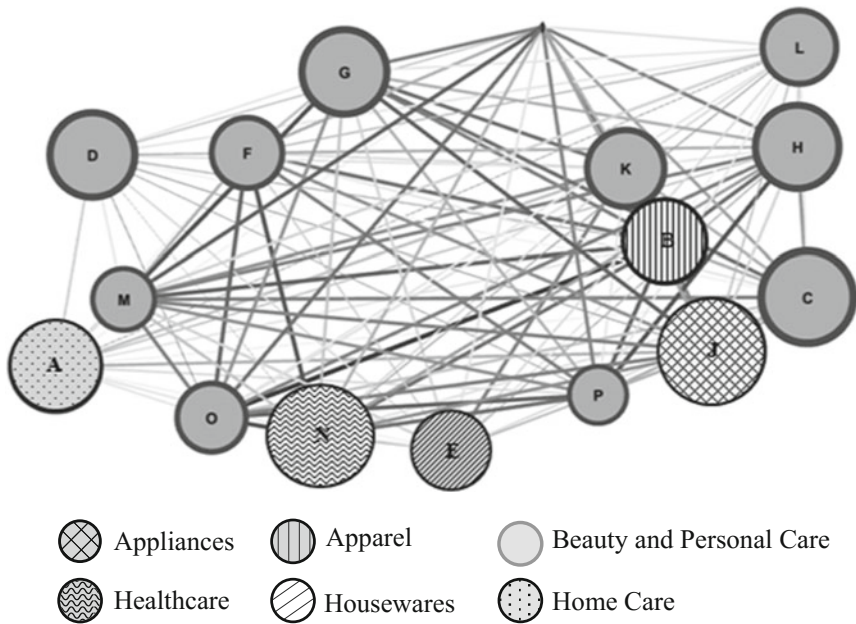 L
G
H
D
F
K
B
M
C
A
J
P
O
N
E
Appliances
Apparel
Beauty and Personal Care
Healthcare
Housewares
Home Care